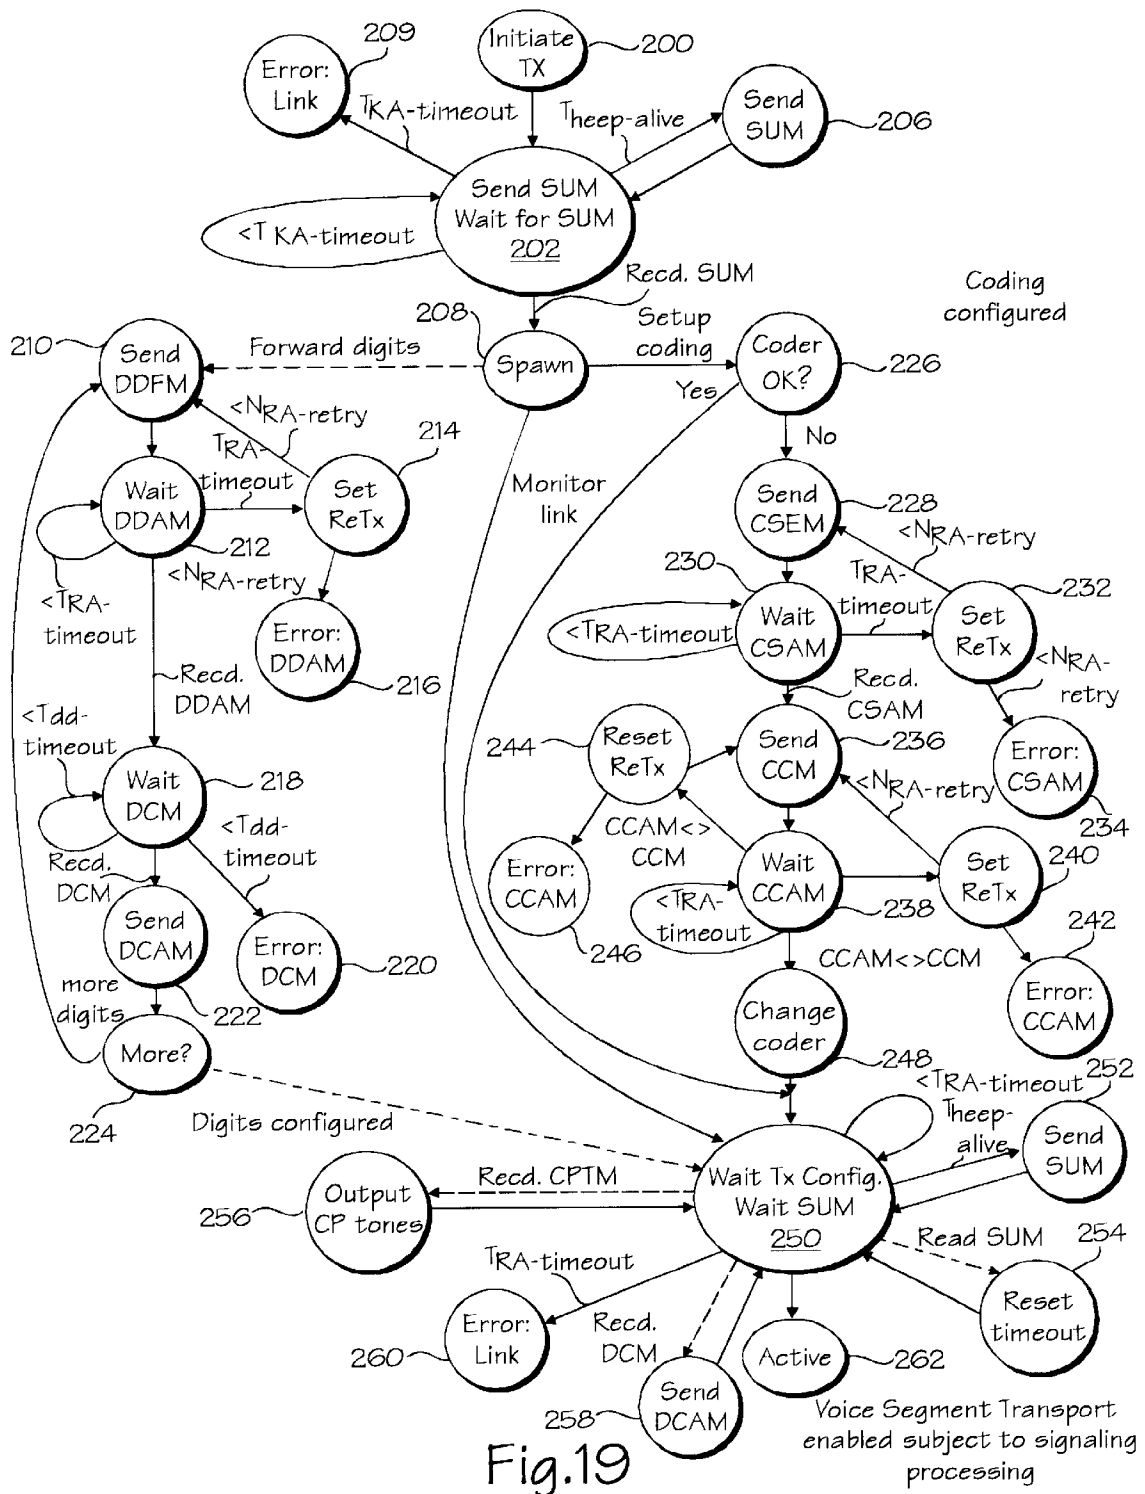 209
Error:
Link
Initiate
TX
200
TKA-timeout
Theep-alive
Send
SUM
206
Send SUM
Wait for SUM
202
<T KA-timeout
Recd. SUM
Coding
configured
208
Spawn
Setup
coding
Coder
OK?
226
210
Send
DDFM
Forward digits
Yes
No
<NRA-retry
TRA-
timeout
214
Set
ReTx
Wait
DDAM
212
<TRA-
timeout
<NRA-retry
Error:
DDAM
216
Monitor
link
Send
CSEM
228
<NRA-retry
230
TRA-
timeout
232
Wait
CSAM
<TRA-timeout
Set
ReTx
<NRA-
retry
Recd.
DDAM
Recd.
CSAM
<Tdd-
timeout
Wait
DCM
218
244
Reset
ReTx
Send
CCM
236
Error:
CSAM
234
<NRA-retry
<Tdd-
timeout
Recd.
DCM
CCAM<>
CCM
Error:
CCAM
246
Wait
CCAM
238
<TRA-
timeout
Set
ReTx
240
Send
DCAM
222
Error:
DCM
220
242
Error:
CCAM
CCAM<>CCM
more
digits
More?
224
Change
coder
248
Digits configured
<TRA-timeout
252
Theep-
alive
Send
SUM
Output
CP tones
256
Recd. CPTM
Wait Tx Config.
Wait SUM
250
Read SUM
254
Reset
timeout
TRA-timeout
Error:
Link
260
Recd.
DCM
Send
DCAM
258
Active
262
Voice Segment Transport
enabled subject to signaling
processing
Fig.19